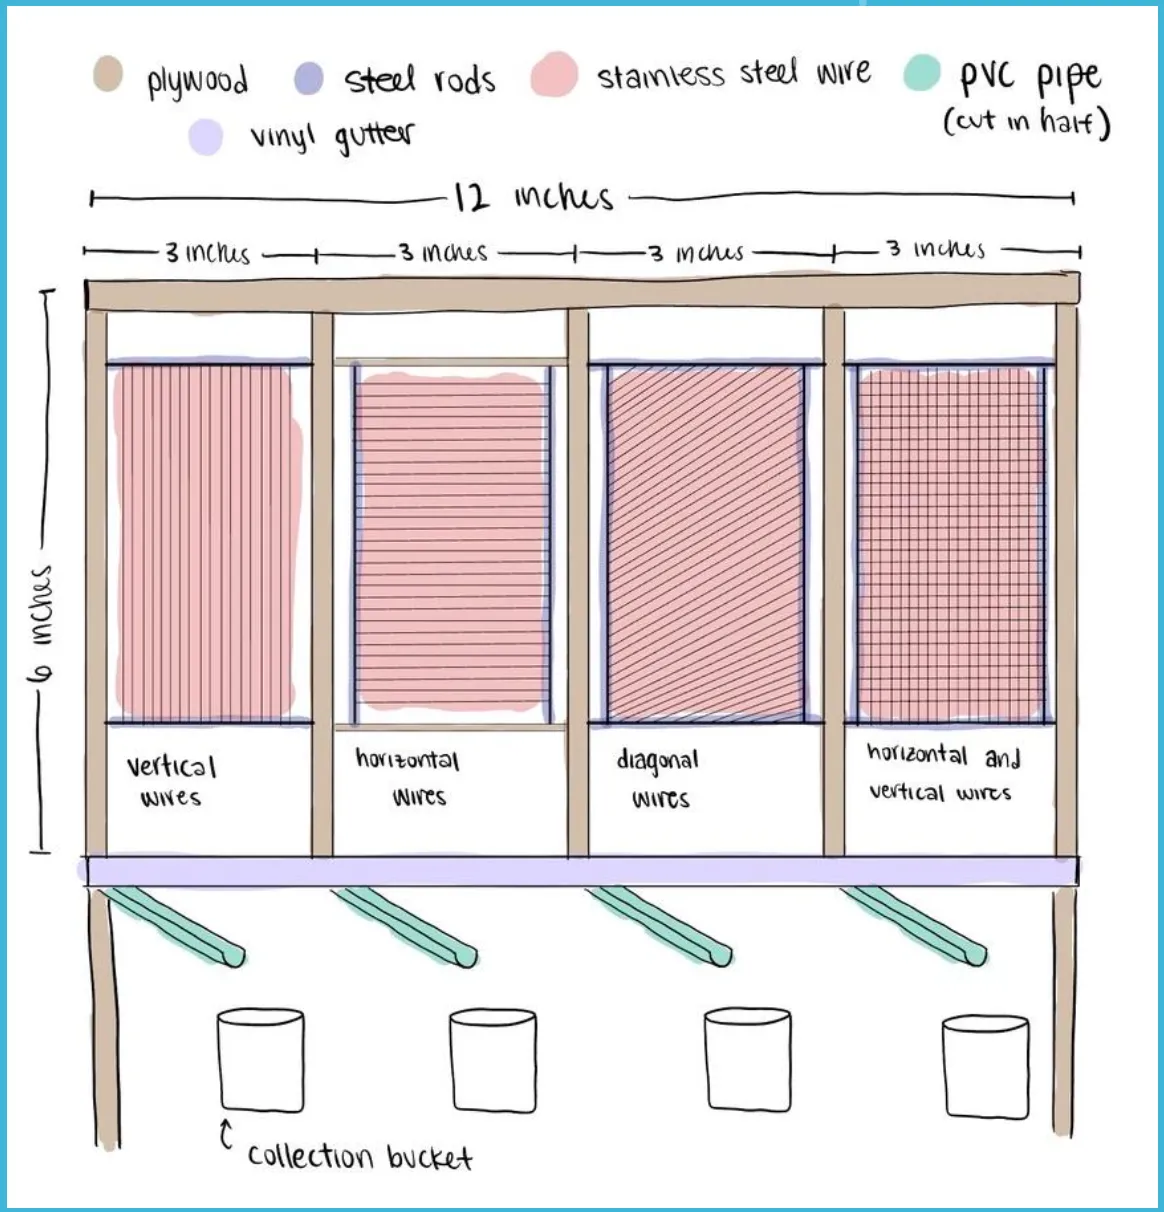 plywood
steel rods
stainless steel wire
PVC pipe
(cut in half)
vinyl gutter
12 inches
3 inches
3 inches
3 inches
3 inches
6 inches
vertical
wires
horizontal
wires
diagonal
wires
horizontal and
vertical wires
collection bucket